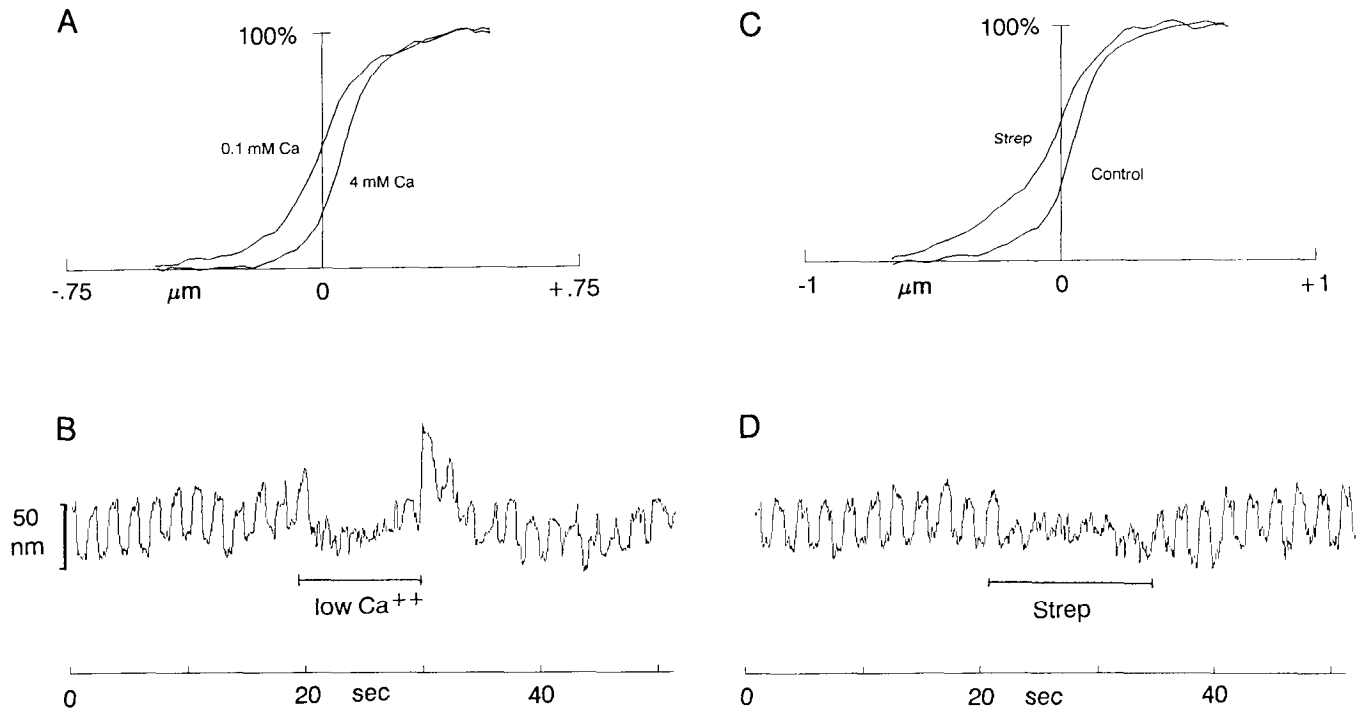 A
100%
0.1 mM Ca
4 mM Ca
-.75 μm 0 +.75
C
100%
Strep
Control
-1 μm 0 +1
B
50
nm
low Ca++
0 20 sec 40
D
Strep
0 20 sec 40